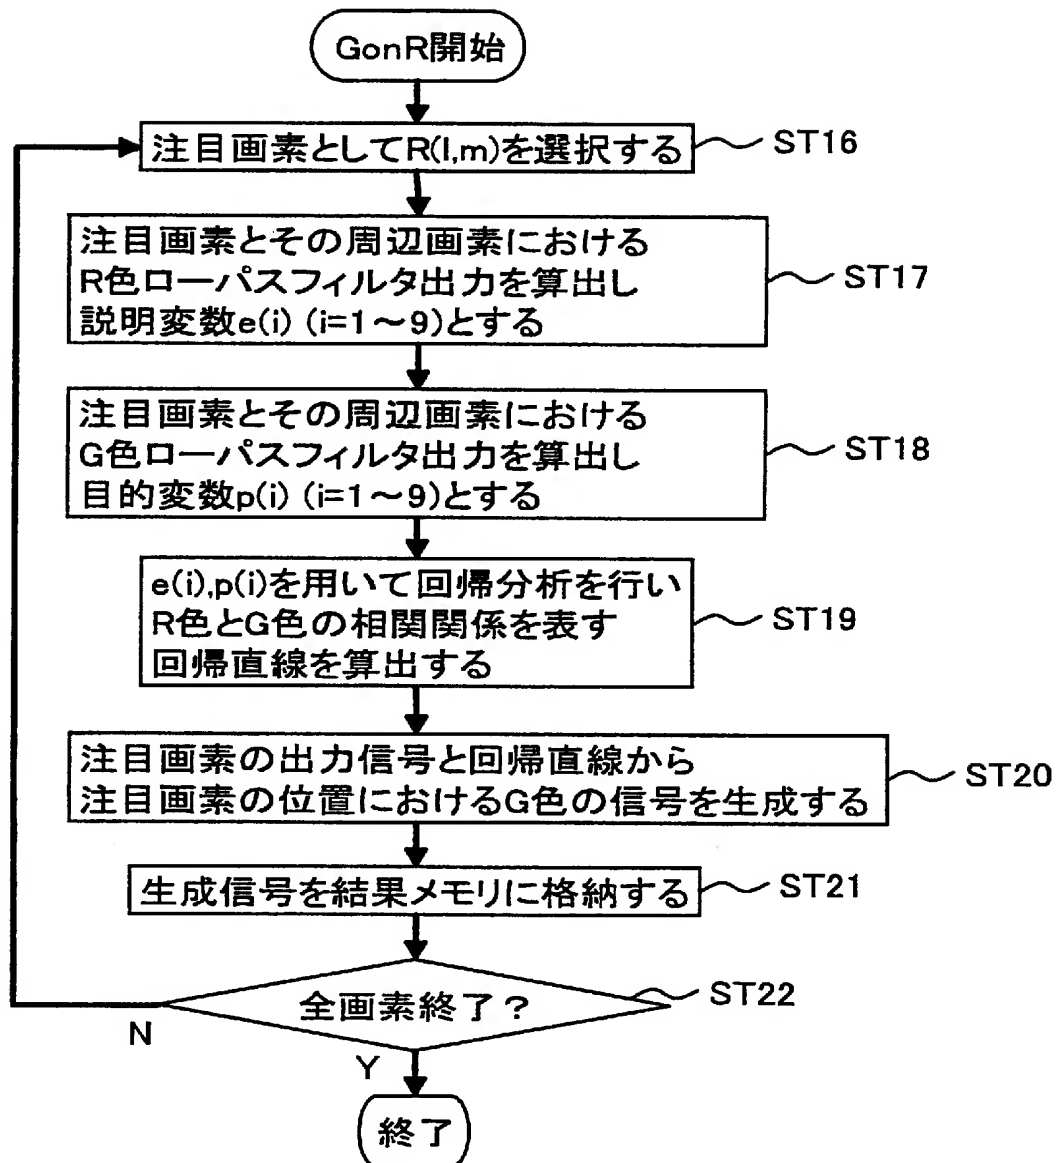 GonR開始
注目画素としてR(l,m)を選択する
ST16
注目画素とその周辺画素における
R色ローパスフィルタ出力を算出し
説明変数e(i) (i=1～9)とする
ST17
注目画素とその周辺画素における
G色ローパスフィルタ出力を算出し
目的変数p(i) (i=1～9)とする
ST18
e(i),p(i)を用いて回帰分析を行い
R色とG色の相関関係を表す
回帰直線を算出する
ST19
注目画素の出力信号と回帰直線から
注目画素の位置におけるG色の信号を生成する
ST20
生成信号を結果メモリに格納する
ST21
全画素終了？
ST22
N
Y
終了